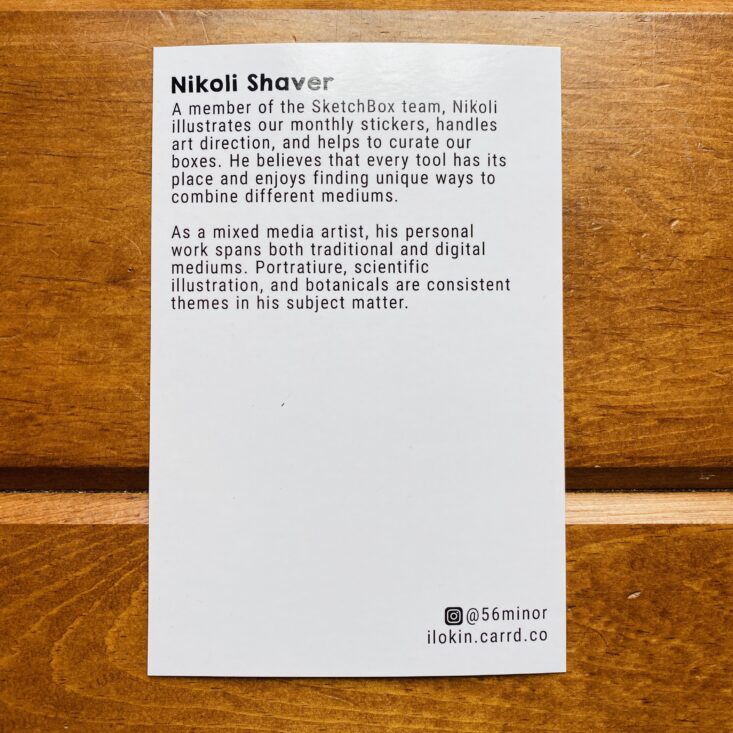 Nikoli Shaver
A member of the SketchBox team, Nikoli
illustrates our monthly stickers, handles
art direction, and helps to curate our
boxes. He believes that every tool has its
place and enjoys finding unique ways to
combine different mediums.
As a mixed media artist, his personal
work spans both traditional and digital
mediums. Portratiure, scientific
illustration, and botanicals are consistent
themes in his subject matter.
@56minor
ilokin.carrd.co